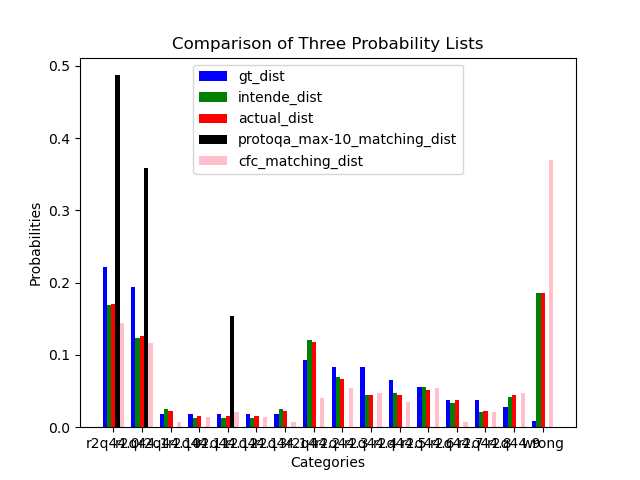 Comparison of Three Probability Lists
gt_dist
intende_dist
actual_dist
protoqa_max-10_matching_dist
cfc_matching_dist
0.5
0.4
0.3
0.2
0.1
0.0
Probabilities
wrong
Categories